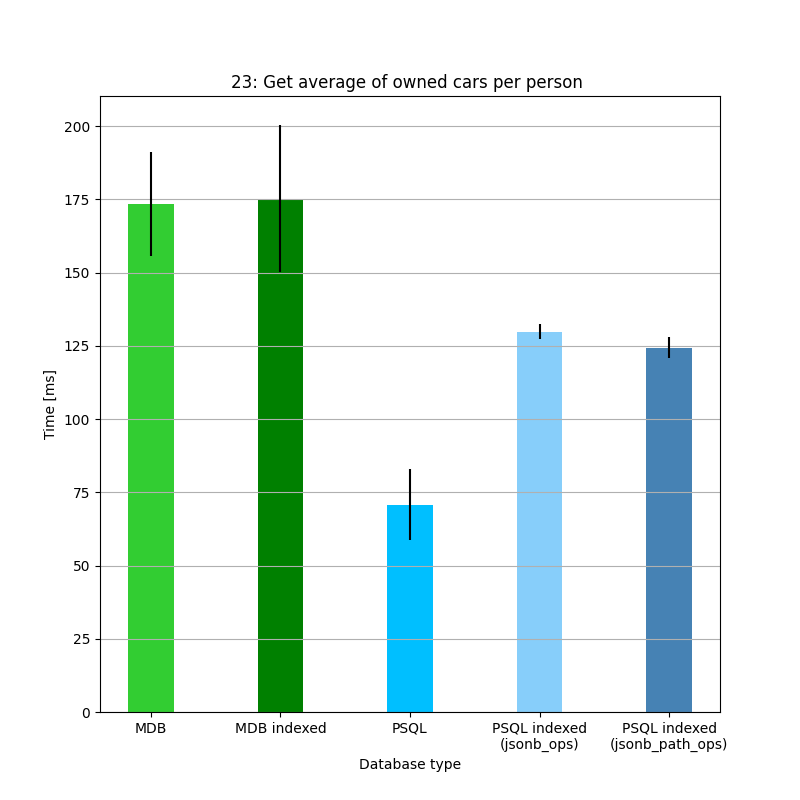 23: Get average of owned cars per person
Time [ms]
200
175
150
125
100
75
50
25
0
MDB
MDB indexed
PSQL
PSQL indexed
(jsonb_ops)
PSQL indexed
(jsonb_path_ops)
Database type